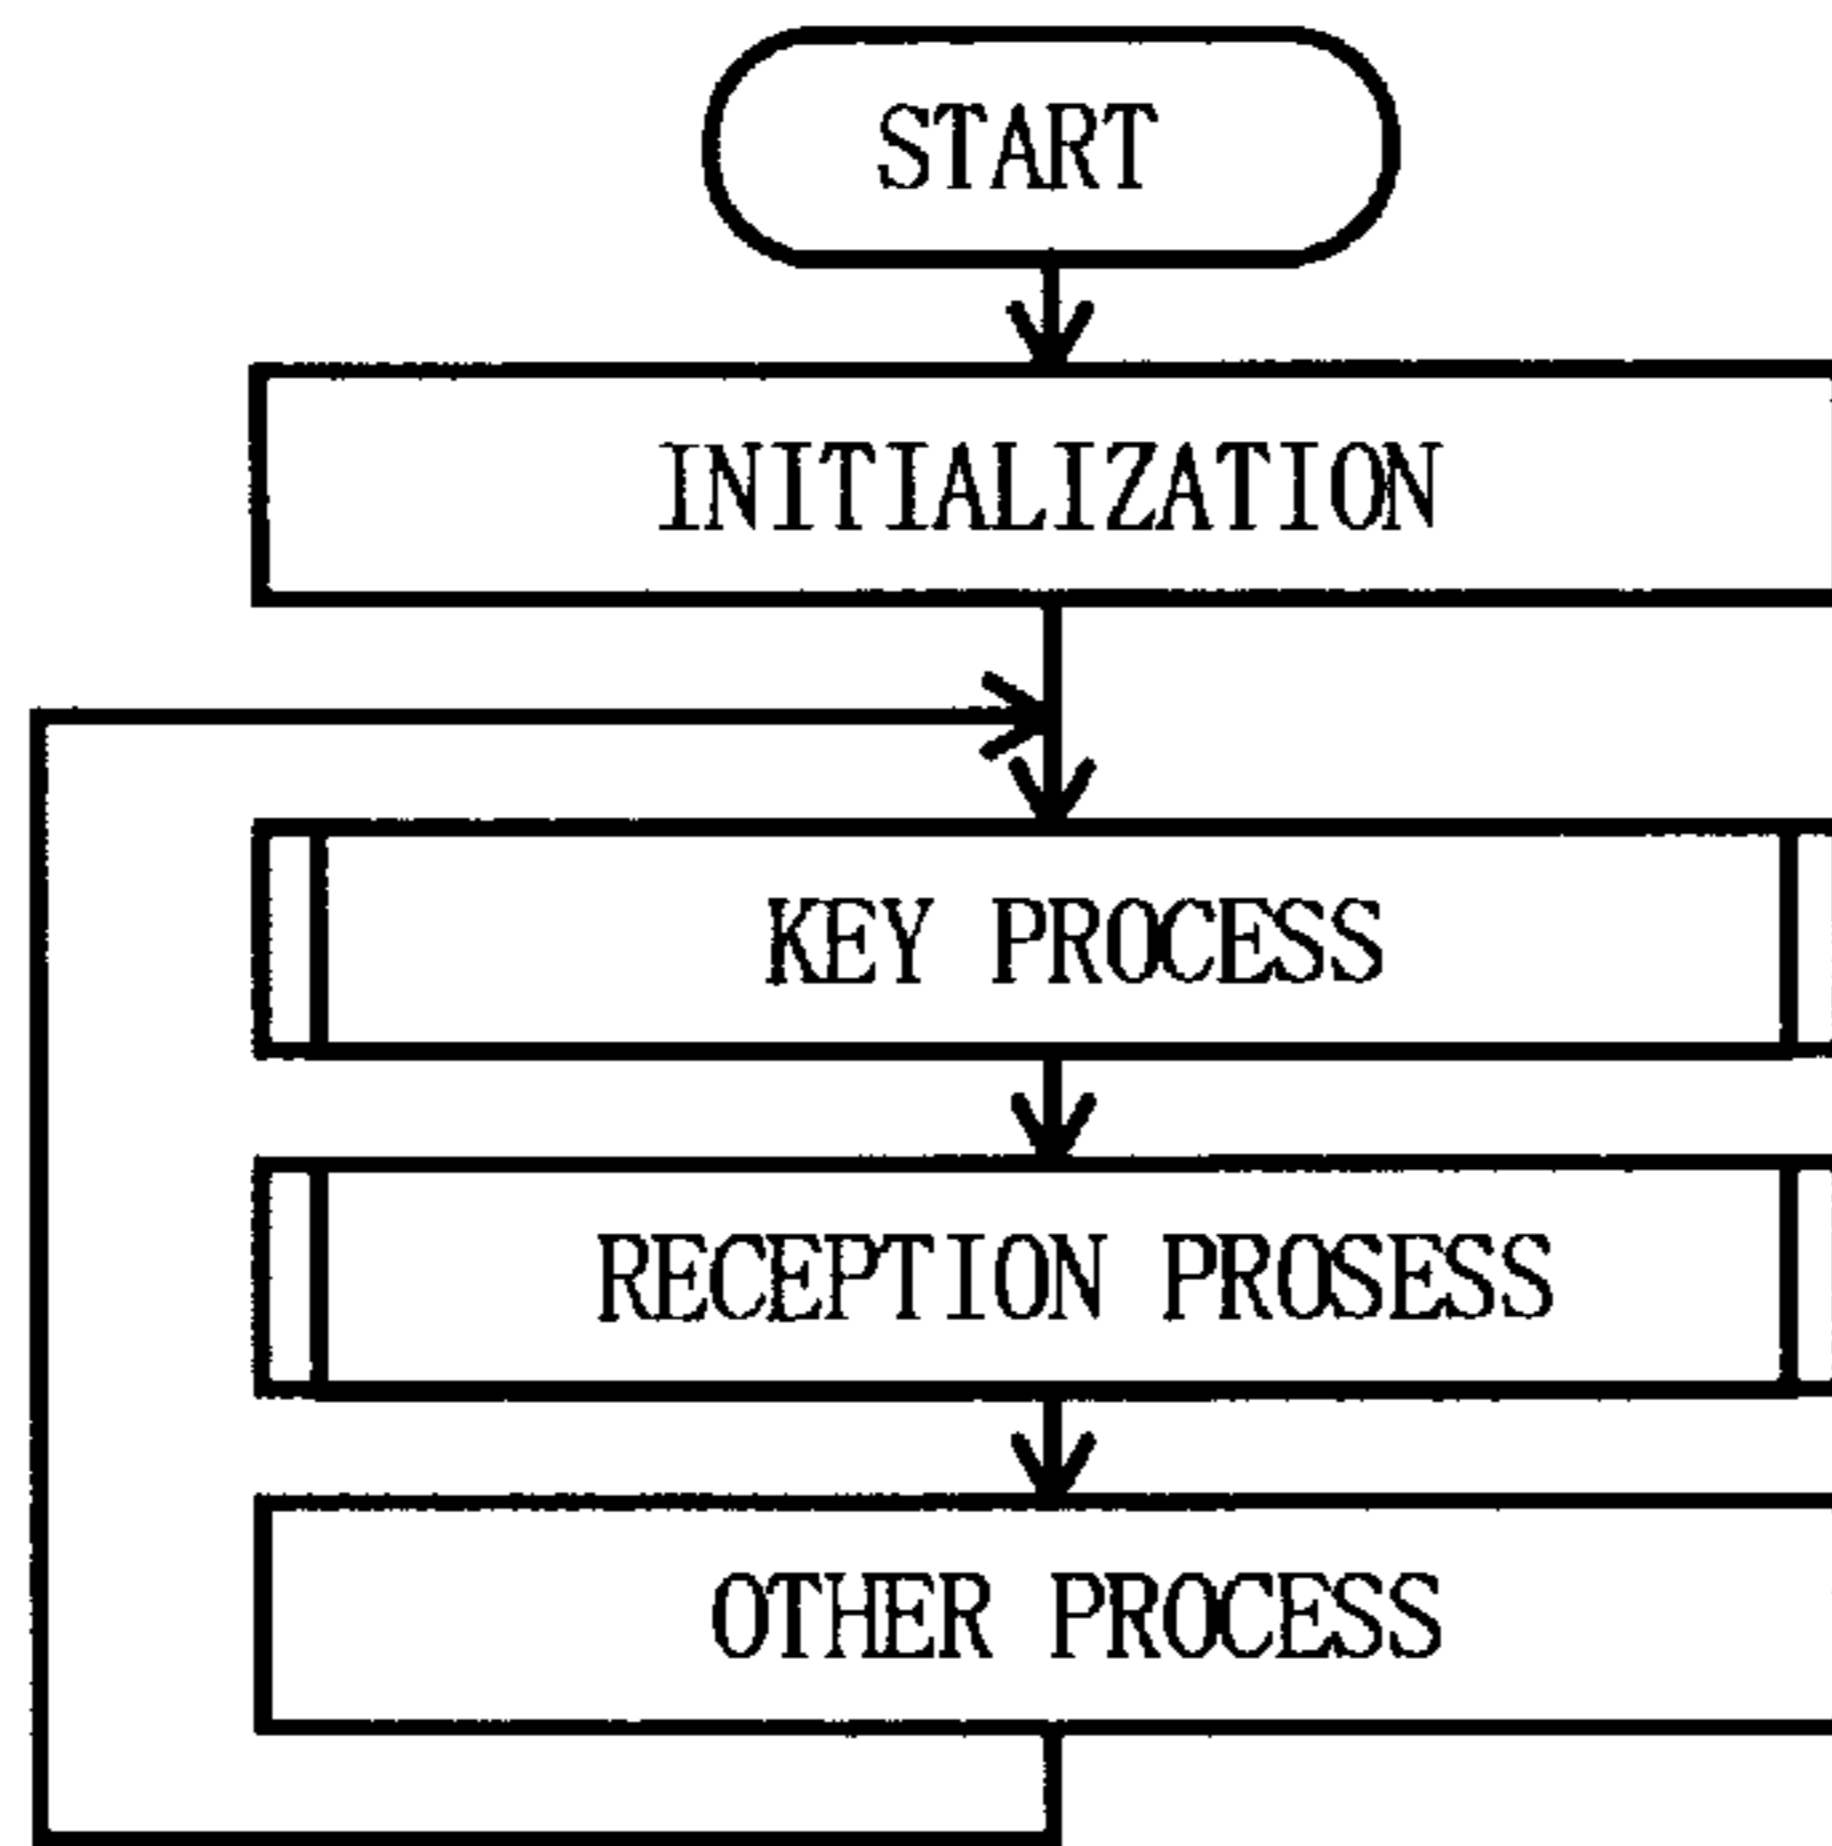 START
INITIALIZATION
KEY PROCESS
RECEPTION PROSESS
OTHER PROCESS